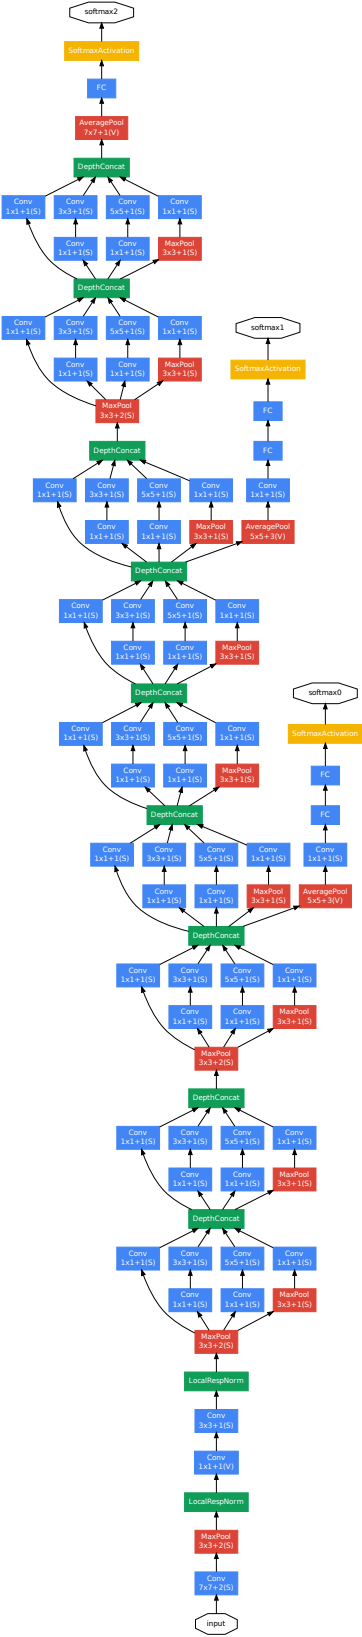 softmax2
SoftmaxActivation
FC
AveragePool
7x7+1(V)
DepthConcat
Conv Conv Conv Conv
1x1+1(S) 3x3+1(S) 5x5+1(S) 1x1+1(S)
Conv Conv MaxPool
1x1+1(S) 1x1+1(S) 3x3+1(S)
DepthConcat
softmax1
Conv Conv Conv Conv
1x1+1(S) 3x3+1(S) 5x5+1(S) 1x1+1(S)
Conv Conv MaxPool SoftmaxActivation
1x1+1(S) 1x1+1(S) 3x3+1(S)
MaxPool FC
3x3+2(S)
DepthConcat FC
Conv Conv Conv Conv Conv
1x1+1(S) 3x3+1(S) 5x5+1(S) 1x1+1(S) 1x1+1(S)
Conv Conv MaxPool AveragePool
1x1+1(S) 1x1+1(S) 3x3+1(S) 5x5+3(V)
DepthConcat
Conv Conv Conv Conv
1x1+1(S) 3x3+1(S) 5x5+1(S) 1x1+1(S)
Conv Conv MaxPool
1x1+1(S) 1x1+1(S) 3x3+1(S)
DepthConcat softmax0
Conv Conv Conv Conv SoftmaxActivation
1x1+1(S) 3x3+1(S) 5x5+1(S) 1x1+1(S)
Conv Conv MaxPool FC
1x1+1(S) 1x1+1(S) 3x3+1(S)
DepthConcat FC
Conv Conv Conv Conv Conv
1x1+1(S) 3x3+1(S) 5x5+1(S) 1x1+1(S) 1x1+1(S)
Conv Conv MaxPool AveragePool
1x1+1(S) 1x1+1(S) 3x3+1(S) 5x5+3(V)
DepthConcat
Conv Conv Conv Conv
1x1+1(S) 3x3+1(S) 5x5+1(S) 1x1+1(S)
Conv Conv MaxPool
1x1+1(S) 1x1+1(S) 3x3+1(S)
MaxPool
3x3+2(S)
DepthConcat
Conv Conv Conv Conv
1x1+1(S) 3x3+1(S) 5x5+1(S) 1x1+1(S)
Conv Conv MaxPool
1x1+1(S) 1x1+1(S) 3x3+1(S)
DepthConcat
Conv Conv Conv Conv
1x1+1(S) 3x3+1(S) 5x5+1(S) 1x1+1(S)
Conv Conv MaxPool
1x1+1(S) 1x1+1(S) 3x3+1(S)
MaxPool
3x3+2(S)
LocalRespNorm
Conv
3x3+1(S)
Conv
1x1+1(V)
LocalRespNorm
MaxPool
3x3+2(S)
Conv
7x7+2(S)
input